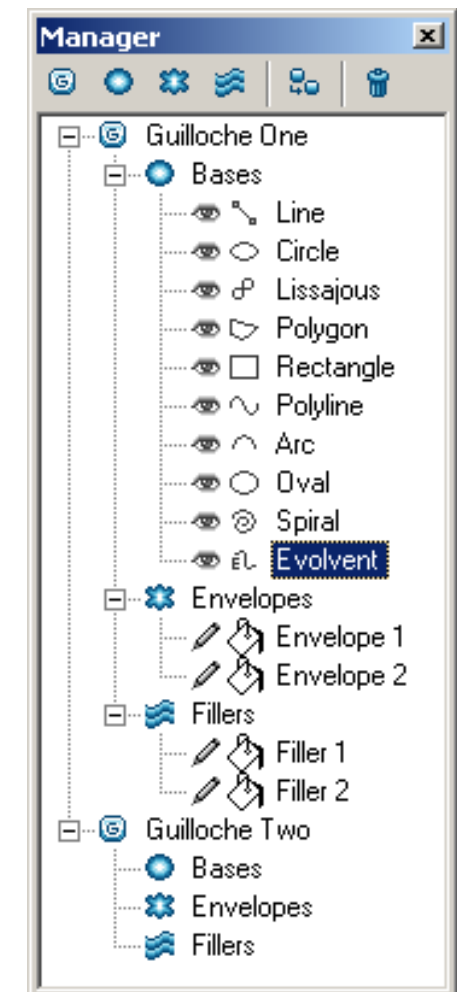 Manager
Guilloche One
Bases
Line
Circle
Lissajous
Polygon
Rectangle
Polyline
Arc
Oval
Spiral
Evolvent
Envelopes
Envelope 1
Envelope 2
Fillers
Filler 1
Filler 2
Guilloche Two
Bases
Envelopes
Fillers